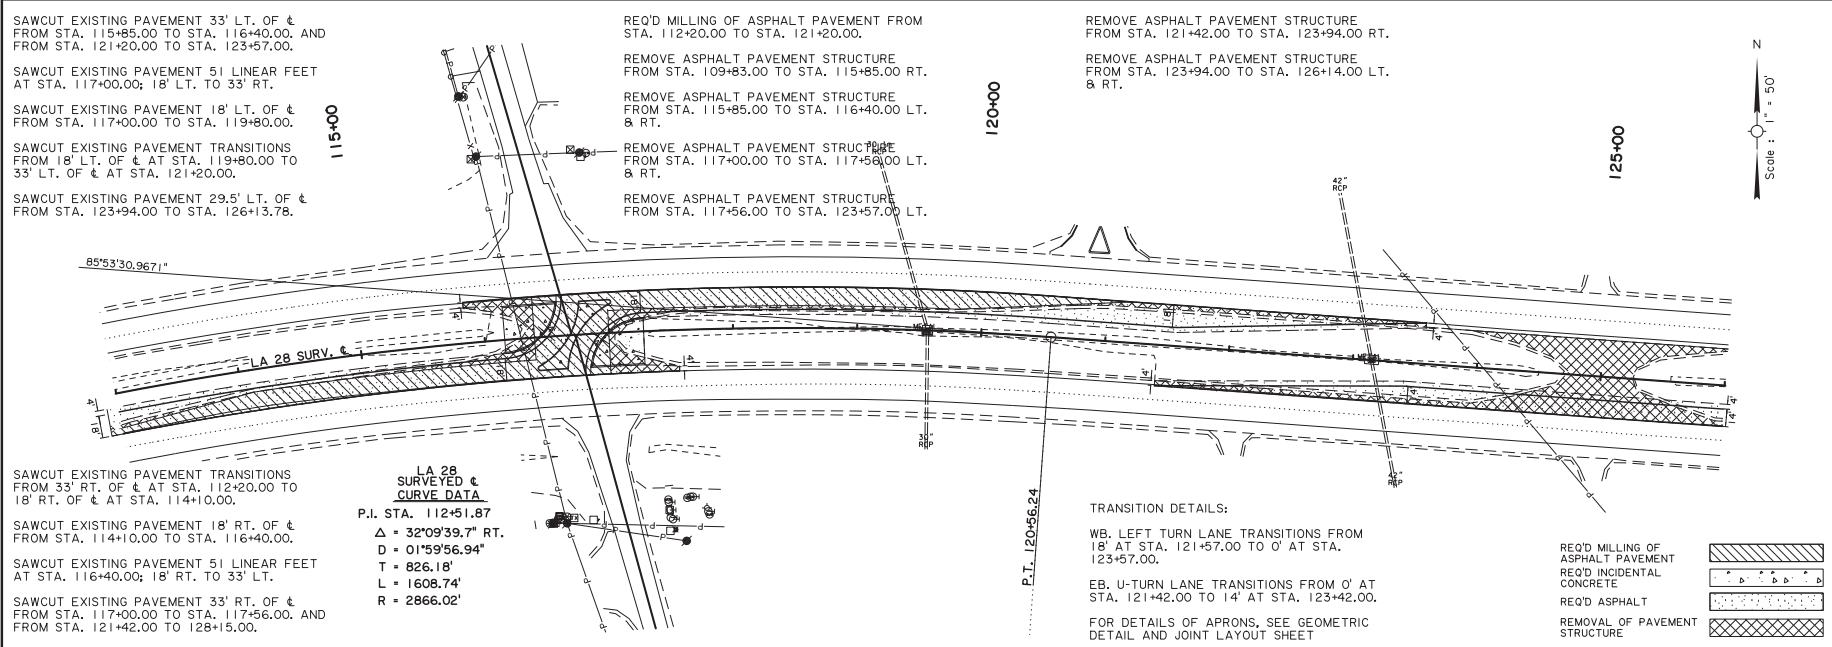 SAWCUT EXISTING PAVEMENT 33' LT. OF ℄
FROM STA. 115+85.00 TO STA. 116+40.00. AND
FROM STA. 121+20.00 TO STA. 123+57.00.
SAWCUT EXISTING PAVEMENT 51 LINEAR FEET
AT STA. 117+00.00; 18' LT. TO 33' RT.
SAWCUT EXISTING PAVEMENT 18' LT. OF ℄
FROM STA. 117+00.00 TO STA. 119+80.00.
SAWCUT EXISTING PAVEMENT TRANSITIONS
FROM 18' LT. OF ℄ AT STA. 119+80.00 TO
33' LT. OF ℄ AT STA. 121+20.00.
SAWCUT EXISTING PAVEMENT 29.5' LT. OF ℄
FROM STA. 123+94.00 TO STA. 126+13.78.
REQ'D MILLING OF ASPHALT PAVEMENT FROM
STA. 112+20.00 TO STA. 121+20.00.
REMOVE ASPHALT PAVEMENT STRUCTURE
FROM STA. 109+83.00 TO STA. 115+85.00 RT.
REMOVE ASPHALT PAVEMENT STRUCTURE
FROM STA. 115+85.00 TO STA. 116+40.00 LT.
& RT.
REMOVE ASPHALT PAVEMENT STRUCTURE
FROM STA. 117+00.00 TO STA. 117+56.00 LT.
& RT.
REMOVE ASPHALT PAVEMENT STRUCTURE
FROM STA. 117+56.00 TO STA. 123+57.00 LT.
REMOVE ASPHALT PAVEMENT STRUCTURE
FROM STA. 121+42.00 TO STA. 123+94.00 RT.
REMOVE ASPHALT PAVEMENT STRUCTURE
FROM STA. 123+94.00 TO STA. 126+14.00 LT.
& RT.
N
Scale : 1" = 50'
115+00
120+00
125+00
42"
RCP
85°53'30.9671"
LA 28 SURV. ℄
18'
4'
4'
18'
18'
4'
4'
14'
4'
14'
30"
RCP
42"
RCP
P.T. 120+56.24
SAWCUT EXISTING PAVEMENT TRANSITIONS
FROM 33' RT. OF ℄ AT STA. 112+20.00 TO
18' RT. OF ℄ AT STA. 114+10.00.
SAWCUT EXISTING PAVEMENT 18' RT. OF ℄
FROM STA. 114+10.00 TO STA. 116+40.00.
SAWCUT EXISTING PAVEMENT 51 LINEAR FEET
AT STA. 116+40.00; 18' RT. TO 33' LT.
SAWCUT EXISTING PAVEMENT 33' RT. OF ℄
FROM STA. 117+00.00 TO STA. 117+56.00. AND
FROM STA. 121+42.00 TO 128+15.00.
LA 28
SURVEYED ℄
CURVE DATA
P.I. STA. 112+51.87
Δ = 32°09'39.7" RT.
D = 01°59'56.94"
T = 826.18'
L = 1608.74'
R = 2866.02'
TRANSITION DETAILS:
WB. LEFT TURN LANE TRANSITIONS FROM
18' AT STA. 121+57.00 TO 0' AT STA.
123+57.00.
EB. U-TURN LANE TRANSITIONS FROM 0' AT
STA. 121+42.00 TO 14' AT STA. 123+42.00.
FOR DETAILS OF APRONS, SEE GEOMETRIC
DETAIL AND JOINT LAYOUT SHEET
REQ'D MILLING OF
ASPHALT PAVEMENT
REQ'D INCIDENTAL
CONCRETE
REQ'D ASPHALT
REMOVAL OF PAVEMENT
STRUCTURE